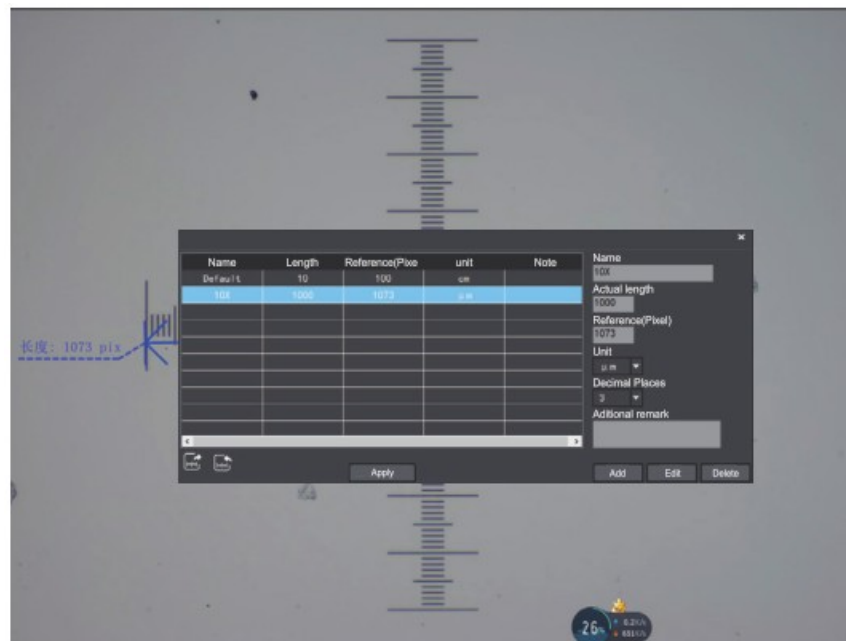 长度: 1073 pix
Name Length Reference(Pixe unit Note
Default 10 100 cm
10X 1000 1073 μm
Name
10X
Actual length
1000
Reference(Pixel)
1073
Unit
μm
Decimal Places
3
Aditional remark
Apply
Add Edit Delete
26%
0.2K/s